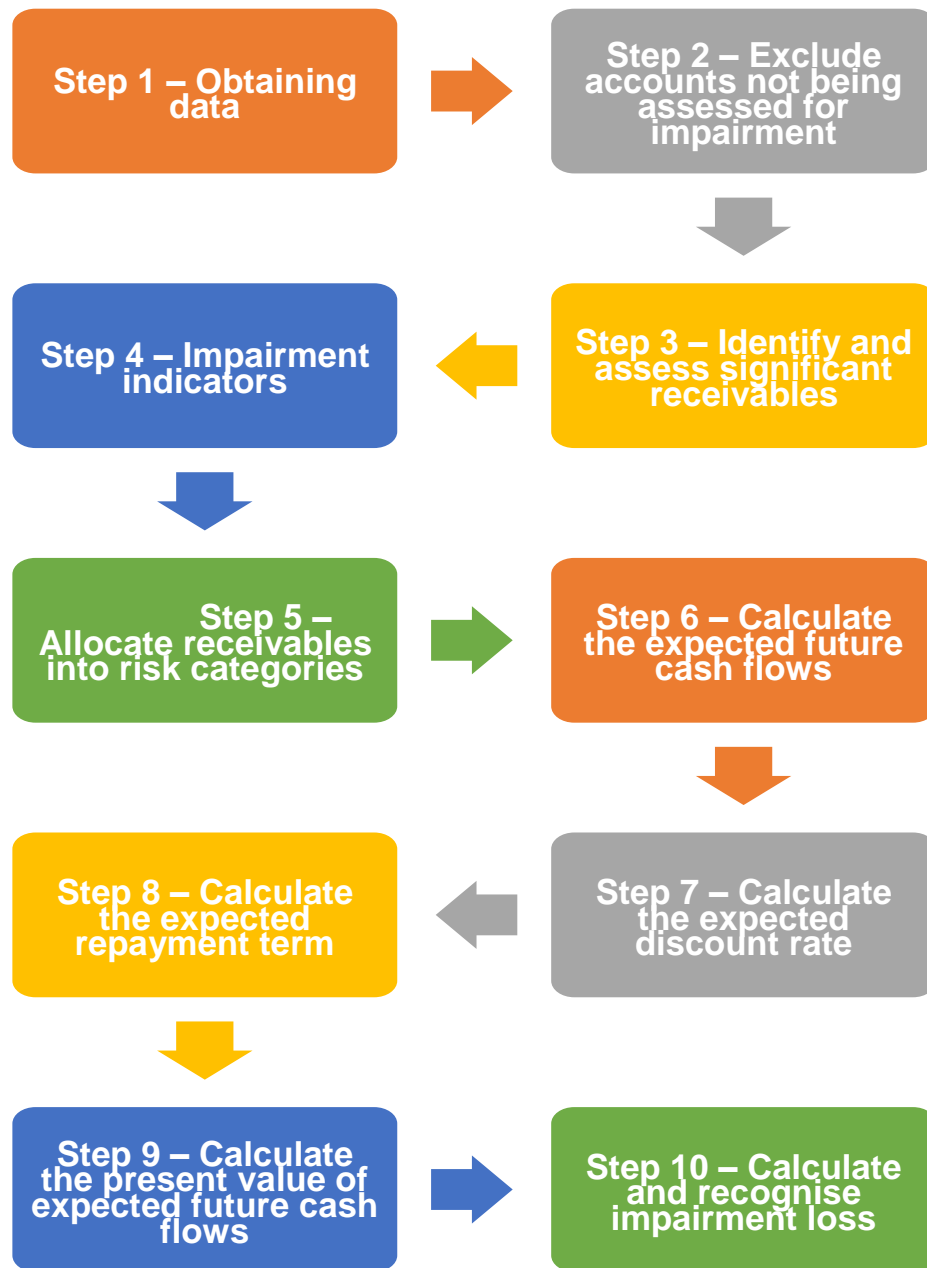 Step 1 – Obtaining
data
Step 2 – Exclude
accounts not being
assessed for
impairment
Step 3 – Identify and
assess significant
receivables
Step 4 – Impairment
indicators
Step 5 –
Allocate receivables
into risk categories
Step 6 – Calculate
the expected future
cash flows
Step 7 – Calculate
the expected
discount rate
Step 8 – Calculate
the expected
repayment term
Step 9 – Calculate
the present value of
expected future cash
flows
Step 10 – Calculate
and recognise
impairment loss